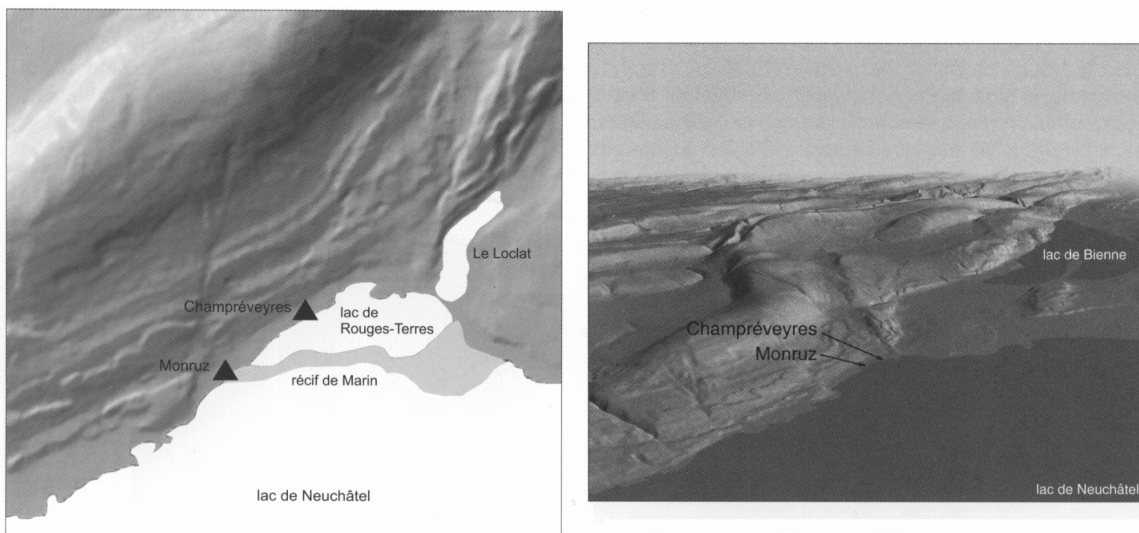 Le Loclat
Champréveyres
lac de
Rouges-Terres
Monruz
récif de Marin
lac de Neuchâtel
lac de Bienne
Champréveyres
Monruz
lac de Neuchâtel